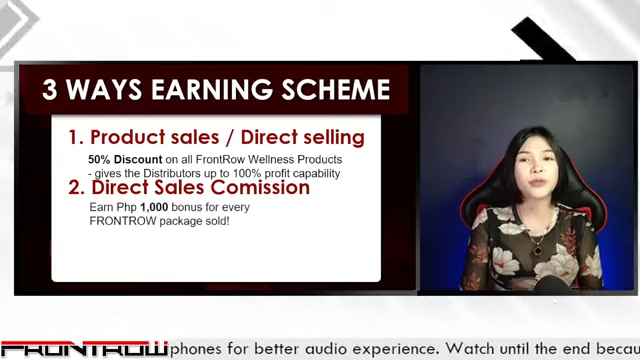 3 WAYS EARNING SCHEME
1. Product sales / Direct selling
50% Discount on all FrontRow Wellness Products
- gives the Distributors up to 100% profit capability
2. Direct Sales Comission
Earn Php 1,000 bonus for every
FRONTROW package sold!
FRONTROW phones for better audio experience. Watch until the end becau